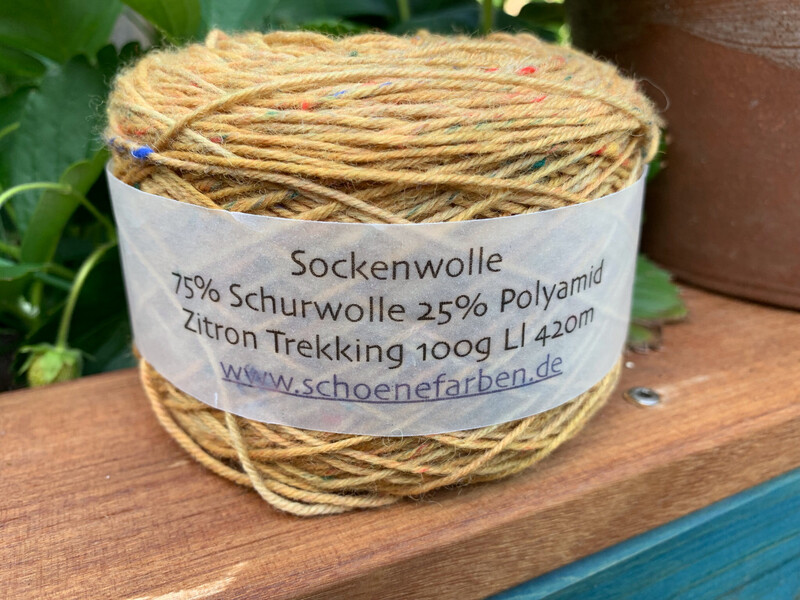 Sockenwolle
75% Schurwolle 25% Polyamid
Zitron Trekking 100g Ll 420m
www.schoenefarben.de